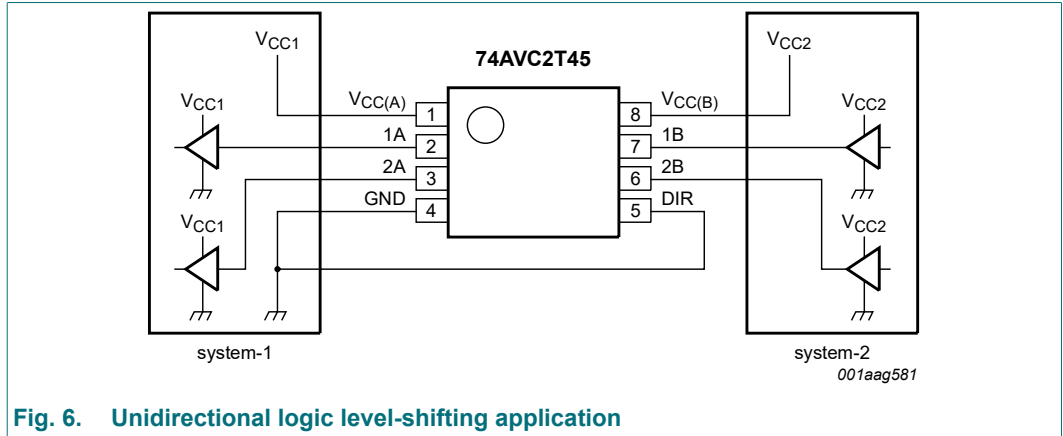 VCC1
VCC2
74AVC2T45
VCC1
VCC(A)
1
8
VCC(B)
VCC2
1A
2
7
1B
2A
3
6
2B
GND
4
5
DIR
VCC1
VCC2
system-1
system-2
001aag581
Fig. 6. Unidirectional logic level-shifting application